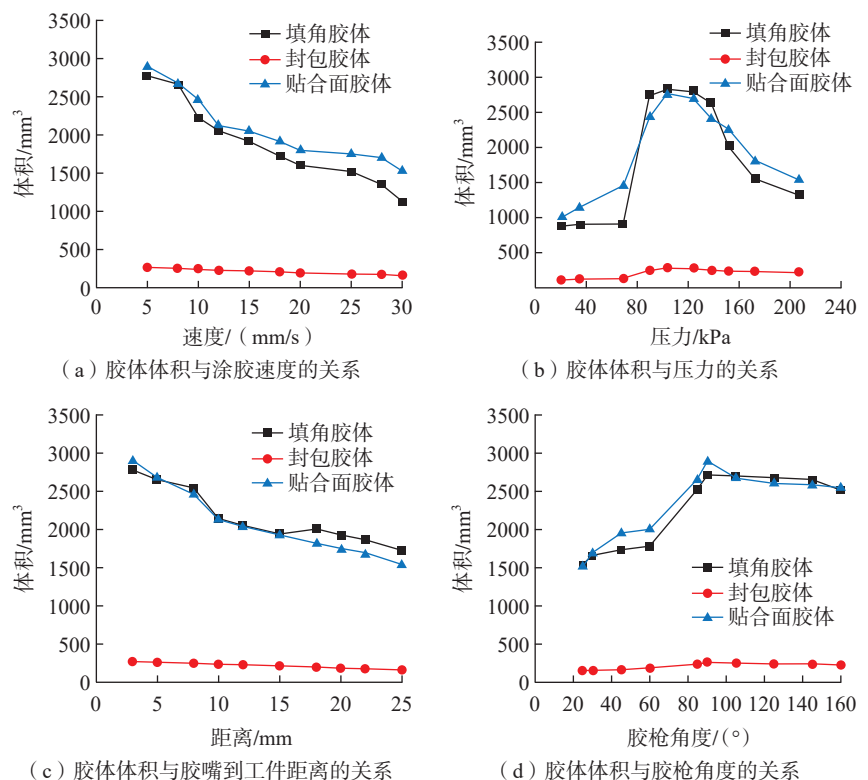 3500
3000
2500
2000
1500
1000
500
0
体积/mm³
填角胶体
封包胶体
贴合面胶体
0 5 10 15 20 25 30
速度/（mm/s）
（a）胶体体积与涂胶速度的关系
3500
3000
2500
2000
1500
1000
500
体积/mm³
填角胶体
封包胶体
贴合面胶体
0 40 80 120 160 200 240
压力/kPa
（b）胶体体积与压力的关系
3500
3000
2500
2000
1500
1000
500
0
体积/mm³
填角胶体
封包胶体
贴合面胶体
0 5 10 15 20 25
距离/mm
（c）胶体体积与胶嘴到工件距离的关系
3500
3000
2500
2000
1500
1000
500
0
体积/mm³
填角胶体
封包胶体
贴合面胶体
0 20 40 60 80 100 120 140 160
胶枪角度/(°)
（d）胶体体积与胶枪角度的关系